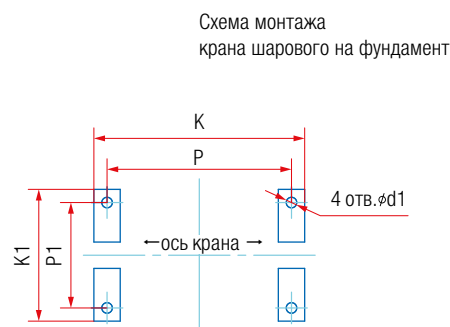 Схема монтажа
крана шарового на фундамент
K
P
4 отв.⌀d1
K1
P1
ось крана